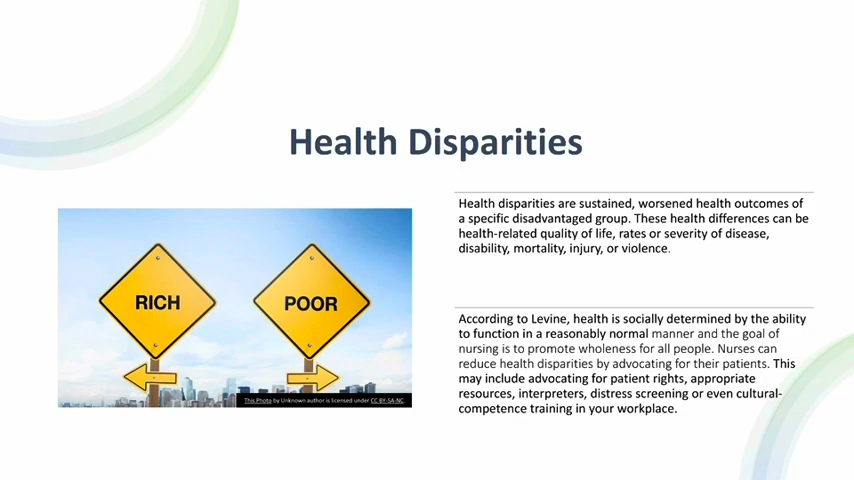 Health Disparities
Health disparities are sustained, worsened health outcomes of
a specific disadvantaged group. These health differences can be
health-related quality of life, rates or severity of disease,
disability, mortality, injury, or violence.
RICH
POOR
This Photo by Unknown author is licensed under CC BY-SA-NC.
According to Levine, health is socially determined by the ability
to function in a reasonably normal manner and the goal of
nursing is to promote wholeness for all people. Nurses can
reduce health disparities by advocating for their patients. This
may include advocating for patient rights, appropriate
resources, interpreters, distress screening or even cultural-
competence training in your workplace.